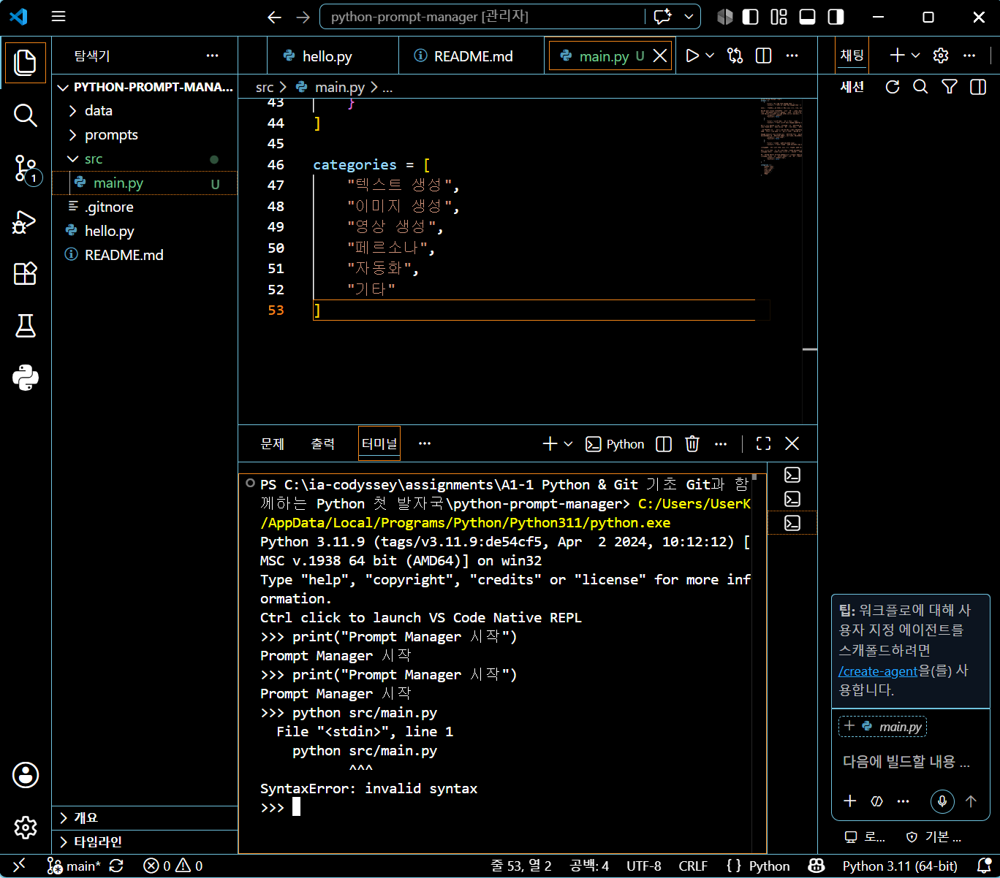 python-prompt-manager [관리자]
탐색기
hello.py
README.md
main.py U
채팅
PYTHON-PROMPT-MANA...
data
prompts
src
main.py U
.gitnore
hello.py
README.md
개요
타임라인
src > main.py > ...
43 }
44 ]
45
46 categories = [
47 "텍스트 생성",
48 "이미지 생성",
49 "영상 생성",
50 "페르소나",
51 "자동화",
52 "기타"
53 ]
문제 출력 터미널 ...
Python
PS C:\ia-codyssey\assignments\A1-1 Python & Git 기초 Git과 함
께하는 Python 첫 발자국\python-prompt-manager> C:/Users/UserK
/AppData/Local/Programs/Python/Python311/python.exe
Python 3.11.9 (tags/v3.11.9:de54cf5, Apr  2 2024, 10:12:12) [
MSC v.1938 64 bit (AMD64)] on win32
Type "help", "copyright", "credits" or "license" for more inf
ormation.
Ctrl click to launch VS Code Native REPL
>>> print("Prompt Manager 시작")
Prompt Manager 시작
>>> print("Prompt Manager 시작")
Prompt Manager 시작
>>> python src/main.py
  File "<stdin>", line 1
    python src/main.py
           ^^^
SyntaxError: invalid syntax
>>>
세션
팁: 워크플로에 대해 사
용자 지정 에이전트를
스캐폴드하려면
/create-agent을(를) 사
용합니다.
main.py
다음에 빌드할 내용 ...
로... 기본 ...
1
main* 0 0
줄 53, 열 2 공백: 4 UTF-8 CRLF { } Python Python 3.11 (64-bit)